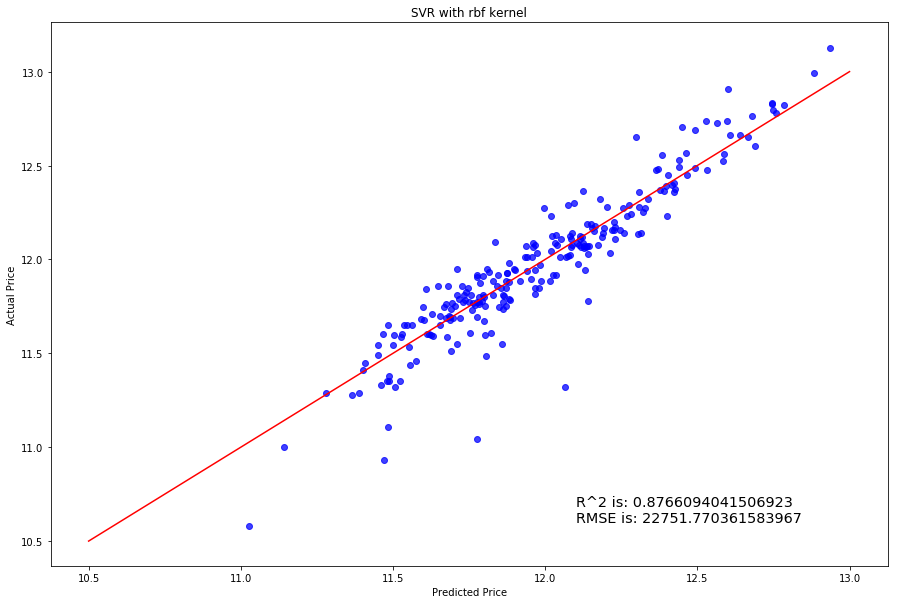 SVR with rbf kernel
Actual Price
13.0
12.5
12.0
11.5
11.0
10.5
R^2 is: 0.8766094041506923
RMSE is: 22751.770361583967
10.5 11.0 11.5 12.0 12.5 13.0
Predicted Price